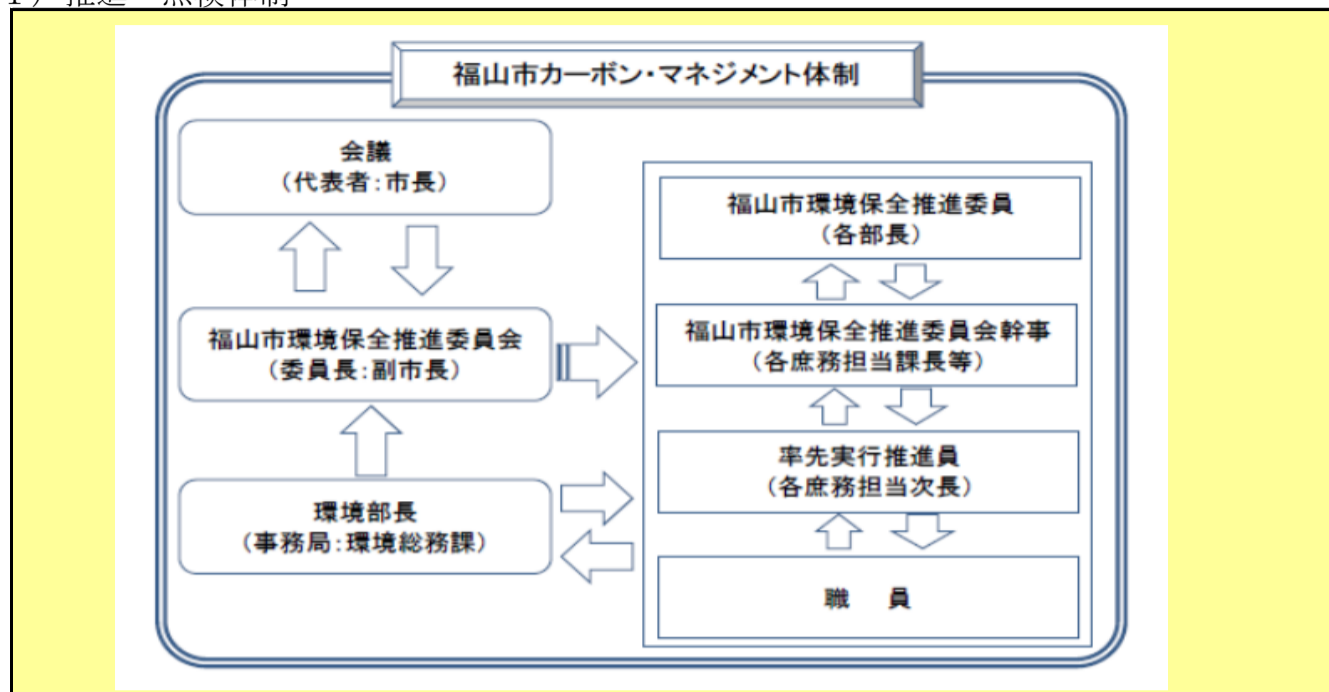 福山市カーボン・マネジメント体制
会議
(代表者:市長)
福山市環境保全推進委員会
(委員長:副市長)
環境部長
(事務局:環境総務課)
福山市環境保全推進委員
(各部長)
福山市環境保全推進委員会幹事
(各庶務担当課長等)
率先実行推進員
(各庶務担当次長)
職 員